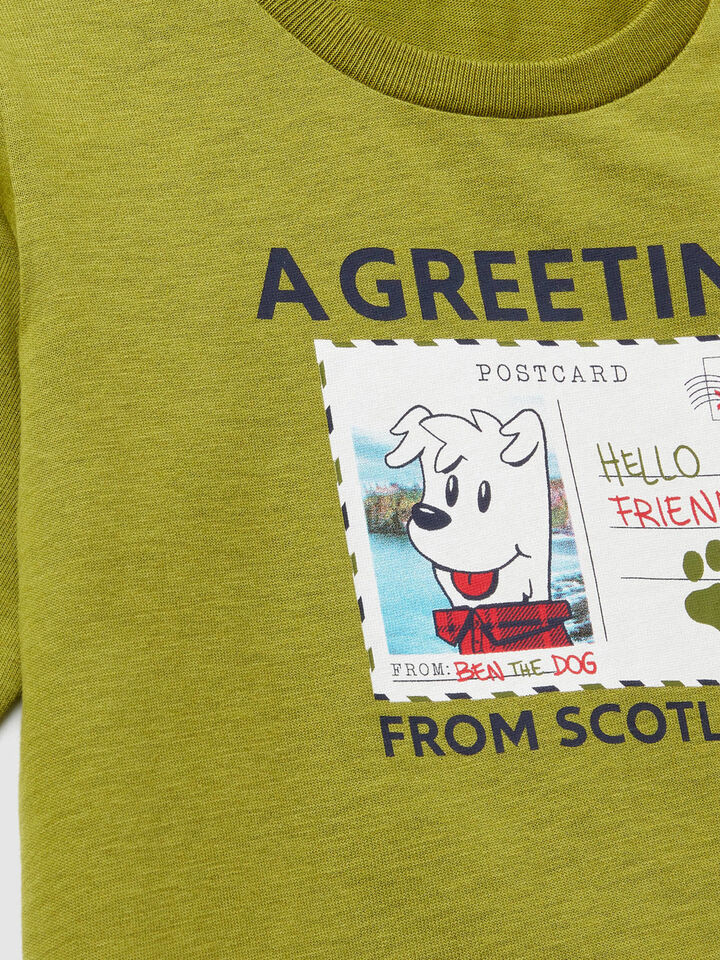 A GREETIN
POSTCARD
HELLO
FRIEN
FROM: BEN THE DOG
FROM SCOTL